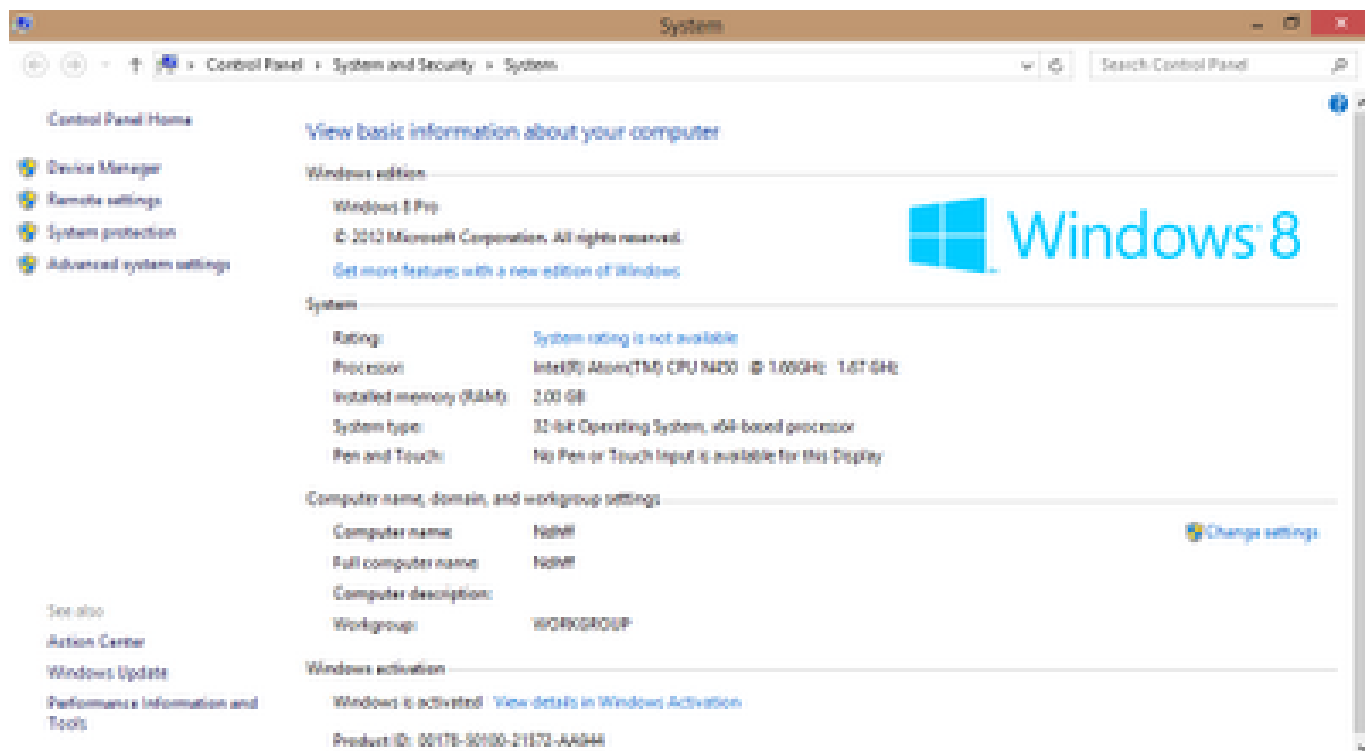 System
Control Panel › System and Security › System
Search Control Panel
Control Panel Home
Device Manager
Remote settings
System protection
Advanced system settings
View basic information about your computer
Windows edition
Windows 8 Pro
© 2012 Microsoft Corporation. All rights reserved.
Get more features with a new edition of Windows
Windows 8
System
Rating: System rating is not available
Processor: Intel(R) Atom(TM) CPU N450 @ 1.66GHz 1.67 GHz
Installed memory (RAM): 2.00 GB
System type: 32-bit Operating System, x64-based processor
Pen and Touch: No Pen or Touch Input is available for this Display
Computer name, domain, and workgroup settings
Computer name:
Change settings
Full computer name:
Computer description:
Workgroup: WORKGROUP
See also
Action Center
Windows Update
Performance Information and
Tools
Windows activation
Windows is activated View details in Windows Activation
Product ID: